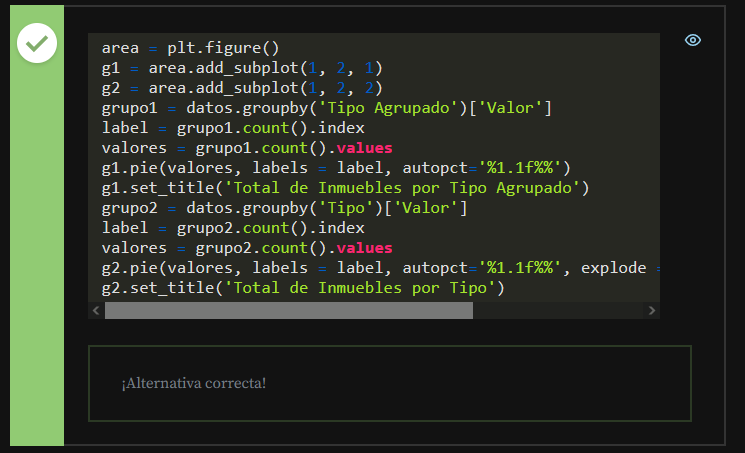 area = plt.figure()
g1 = area.add_subplot(1, 2, 1)
g2 = area.add_subplot(1, 2, 2)
grupo1 = datos.groupby('Tipo Agrupado')['Valor']
label = grupo1.count().index
valores = grupo1.count().values
g1.pie(valores, labels = label, autopct='%1.1f%%')
g1.set_title('Total de Inmuebles por Tipo Agrupado')
grupo2 = datos.groupby('Tipo')['Valor']
label = grupo2.count().index
valores = grupo2.count().values
g2.pie(valores, labels = label, autopct='%1.1f%%', explode =
g2.set_title('Total de Inmuebles por Tipo')
¡Alternativa correcta!